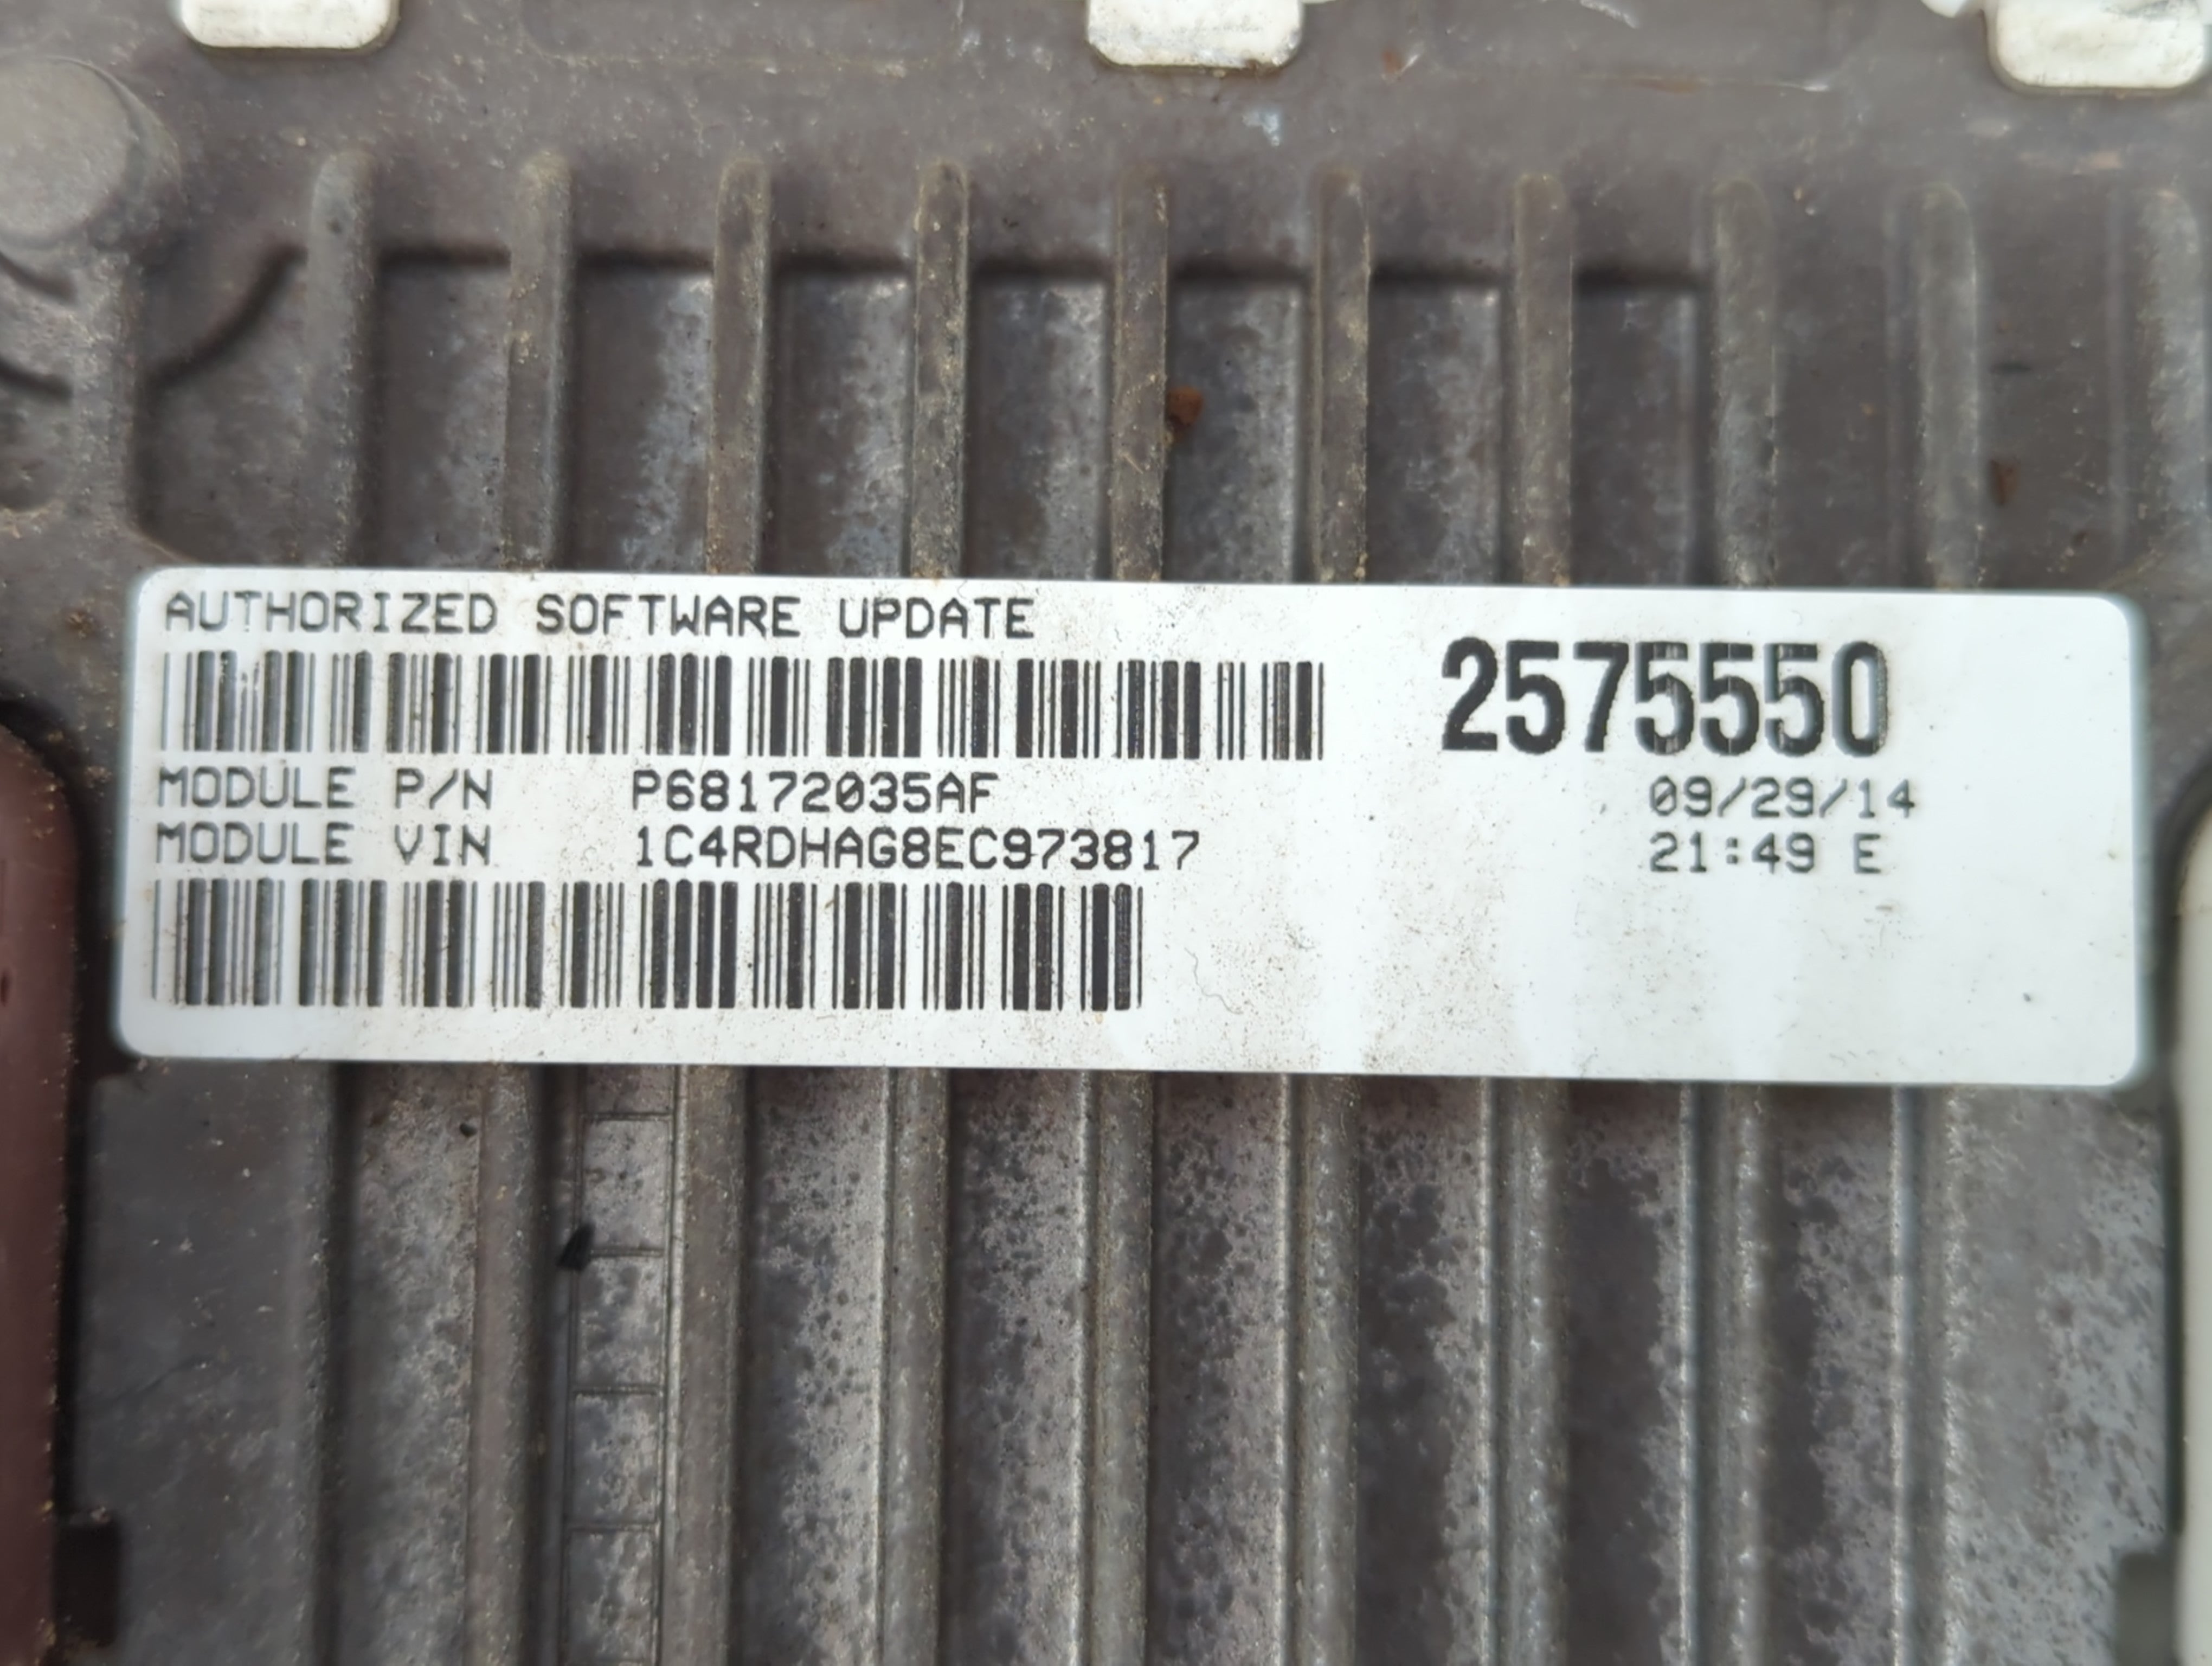 AUTHORIZED SOFTWARE UPDATE
2575550
MODULE P/N P68172035AF
09/29/14
MODULE VIN 1C4RDHAG8EC973817
21:49 E